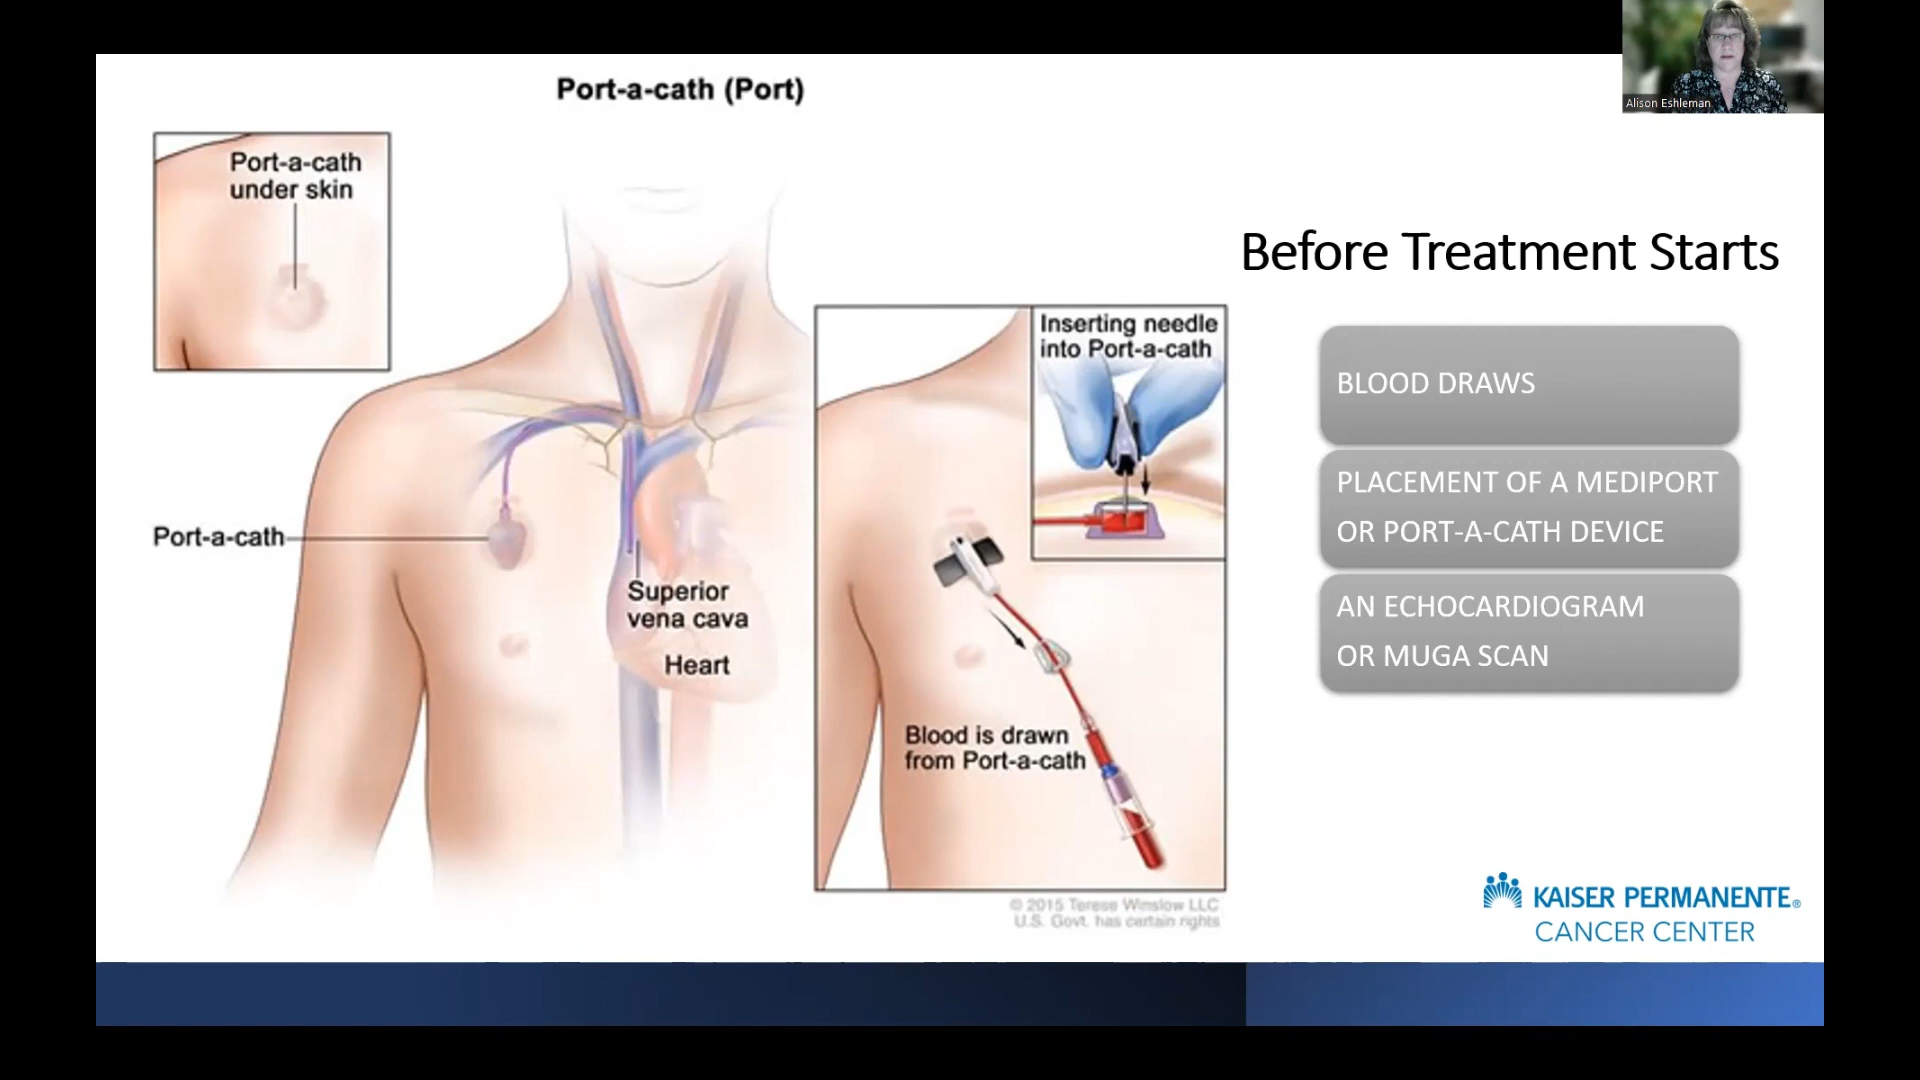 Port-a-cath (Port)
Alison Eshleman
Port-a-cath
under skin
Before Treatment Starts
Inserting needle
into Port-a-cath
BLOOD DRAWS
PLACEMENT OF A MEDIPORT
OR PORT-A-CATH DEVICE
AN ECHOCARDIOGRAM
OR MUGA SCAN
Port-a-cath
Superior
vena cava
Heart
Blood is drawn
from Port-a-cath
© 2015 Terese Winslow LLC
U.S. Govt. has certain rights
KAISER PERMANENTE®
CANCER CENTER